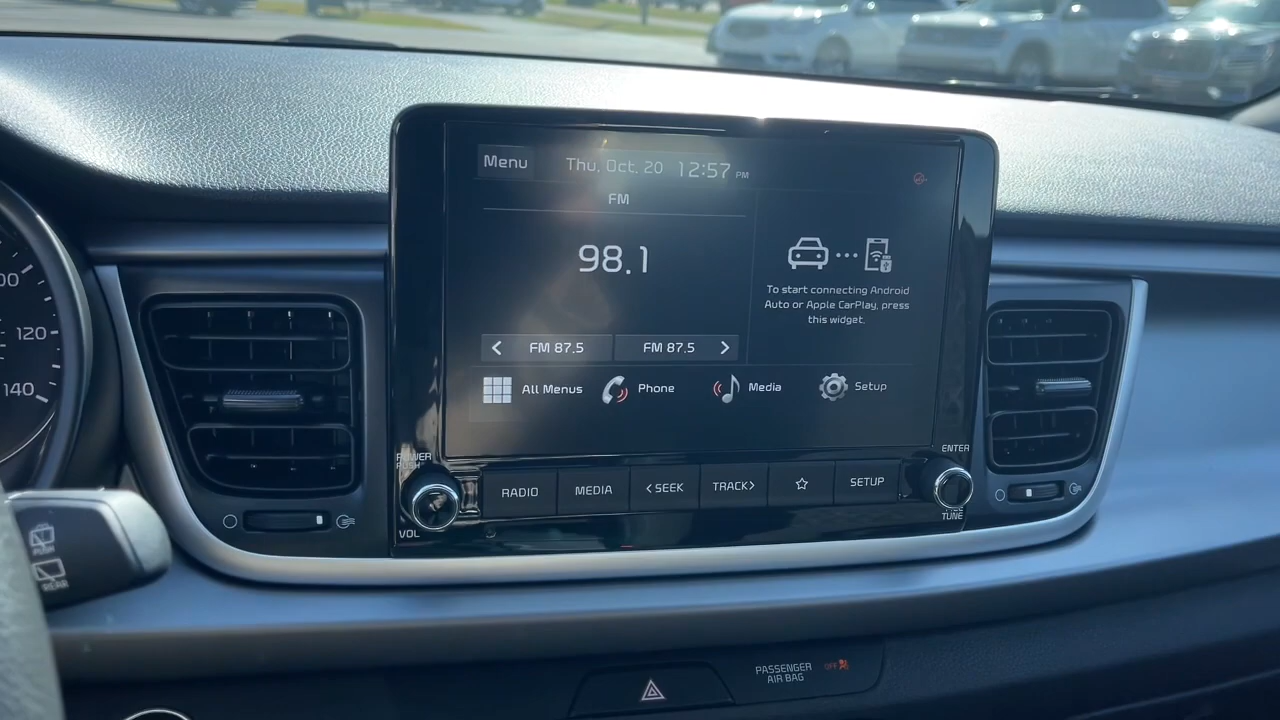 Menu Thu, Oct. 20 12:57 PM
FM
98.1
To start connecting Android
Auto or Apple CarPlay, press
this widget.
FM 87.5 FM 87.5
All Menus Phone Media Setup
120
140
POWER
PUSH
VOL
RADIO MEDIA <SEEK TRACK> SETUP
ENTER
TUNE
PUSH
REAR
PASSENGER
AIR BAG
OFF